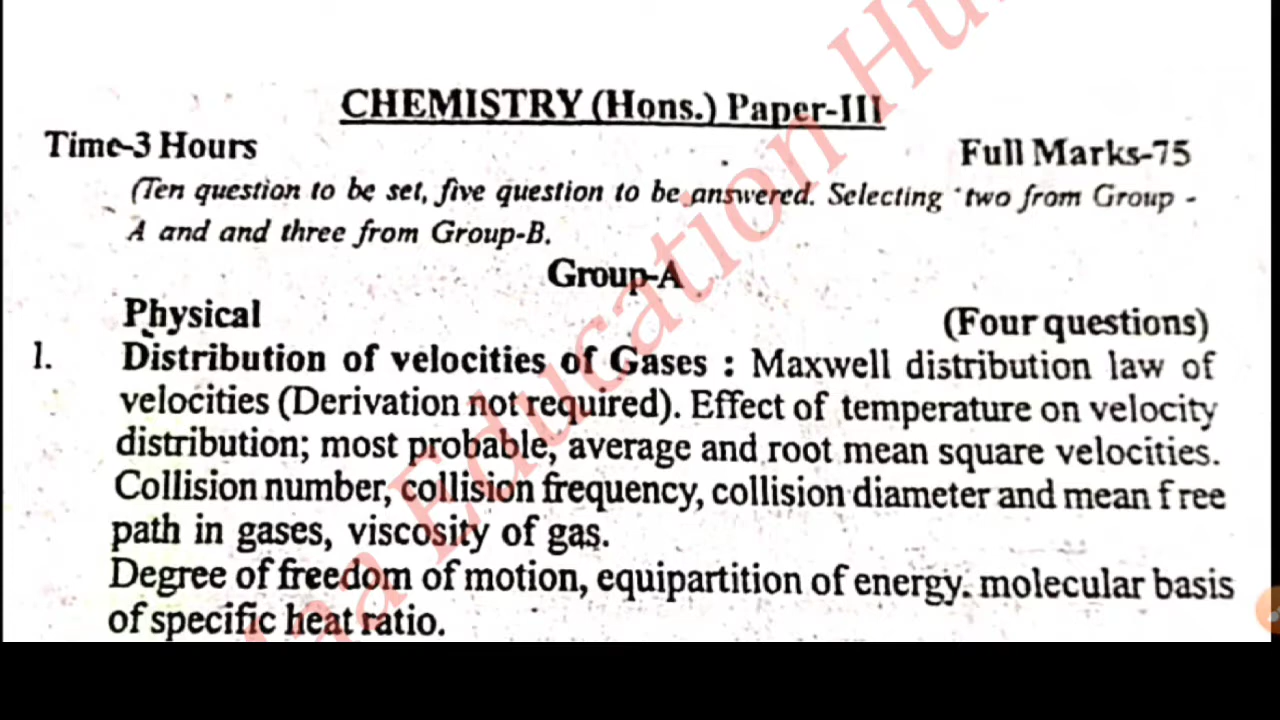 CHEMISTRY (Hons.) Paper-III
Time-3 Hours Full Marks-75
(Ten question to be set, five question to be answered. Selecting two from Group -
A and and three from Group-B.
Group-A
Physical (Four questions)
1. Distribution of velocities of Gases : Maxwell distribution law of
velocities (Derivation not required). Effect of temperature on velocity
distribution; most probable, average and root mean square velocities.
Collision number, collision frequency, collision diameter and mean f ree
path in gases, viscosity of gas.
Degree of freedom of motion, equipartition of energy. molecular basis
of specific heat ratio.
Education